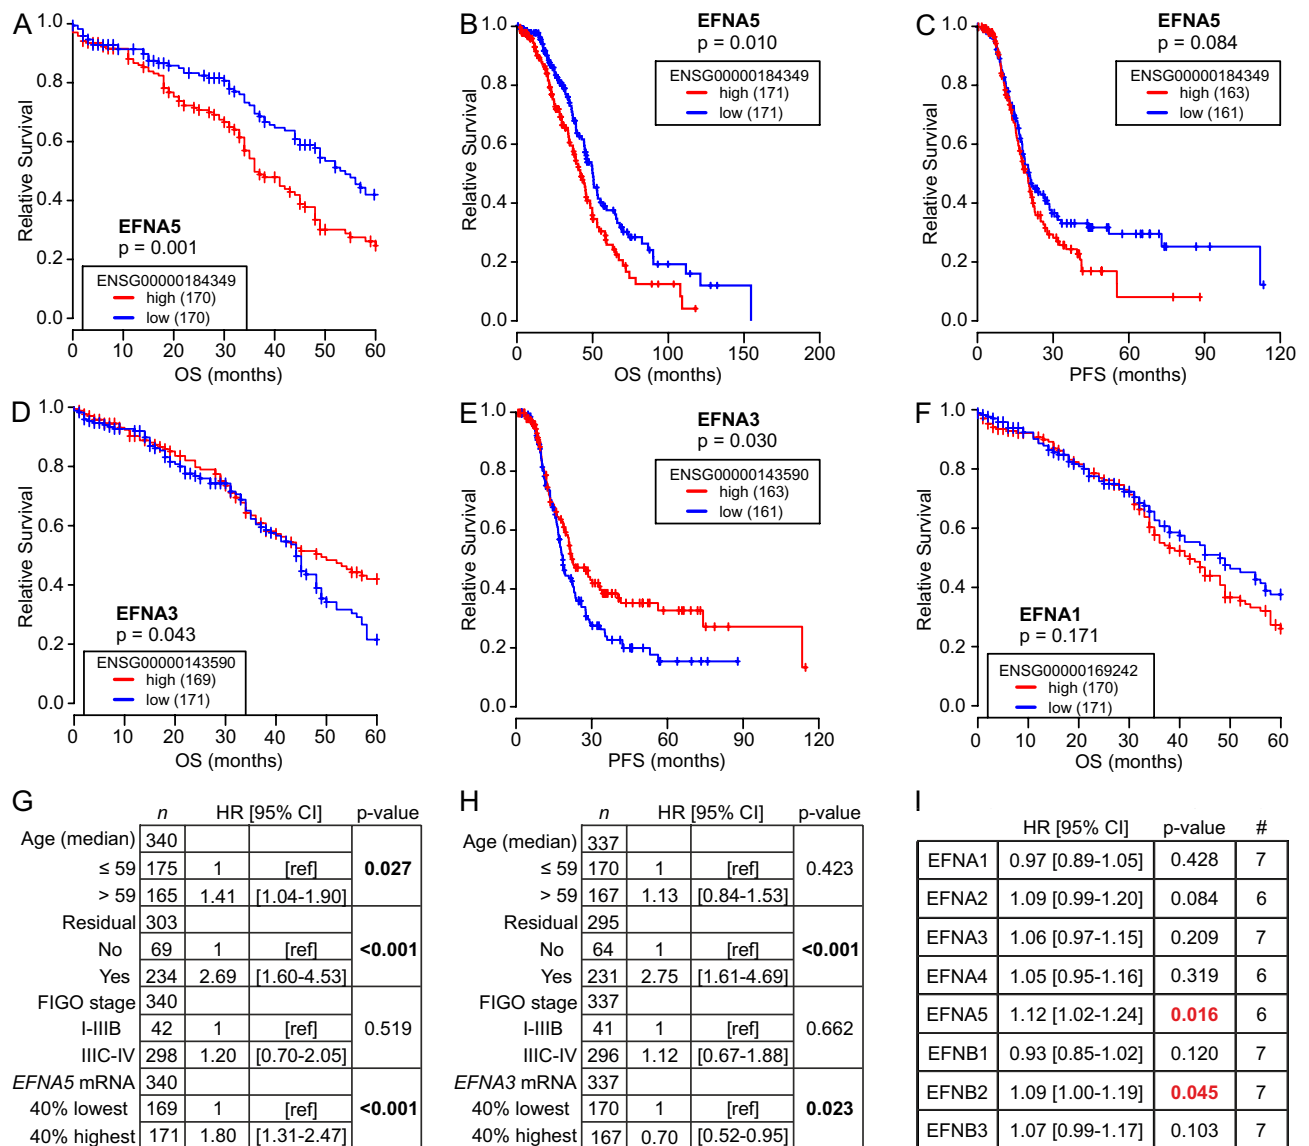 A
EFNA5
p = 0.001
ENSG00000184349
high (170)
low (170)
Relative Survival
1.0
0.8
0.6
0.4
0.2
0.0
0 10 20 30 40 50 60
OS (months)
B
EFNA5
p = 0.010
ENSG00000184349
high (171)
low (171)
Relative Survival
1.0
0.8
0.6
0.4
0.2
0.0
0 50 100 150 200
OS (months)
C
EFNA5
p = 0.084
ENSG00000184349
high (163)
low (161)
Relative Survival
1.0
0.8
0.6
0.4
0.2
0.0
0 30 60 90 120
PFS (months)
D
EFNA3
p = 0.043
ENSG00000143590
high (169)
low (171)
Relative Survival
1.0
0.8
0.6
0.4
0.2
0.0
0 10 20 30 40 50 60
OS (months)
E
EFNA3
p = 0.030
ENSG00000143590
high (163)
low (161)
Relative Survival
1.0
0.8
0.6
0.4
0.2
0.0
0 30 60 90 120
PFS (months)
F
EFNA1
p = 0.171
ENSG00000169242
high (170)
low (171)
Relative Survival
1.0
0.8
0.6
0.4
0.2
0.0
0 10 20 30 40 50 60
OS (months)
G
n HR [95% CI] p-value
Age (median) 340
≤ 59 175 1 [ref] 0.027
> 59 165 1.41 [1.04-1.90]
Residual 303
No 69 1 [ref] <0.001
Yes 234 2.69 [1.60-4.53]
FIGO stage 340
I-IIIB 42 1 [ref] 0.519
IIIC-IV 298 1.20 [0.70-2.05]
EFNA5 mRNA 340
40% lowest 169 1 [ref] <0.001
40% highest 171 1.80 [1.31-2.47]
H
n HR [95% CI] p-value
Age (median) 337
≤ 59 170 1 [ref] 0.423
> 59 167 1.13 [0.84-1.53]
Residual 295
No 64 1 [ref] <0.001
Yes 231 2.75 [1.61-4.69]
FIGO stage 337
I-IIIB 41 1 [ref] 0.662
IIIC-IV 296 1.12 [0.67-1.88]
EFNA3 mRNA 337
40% lowest 170 1 [ref] 0.023
40% highest 167 0.70 [0.52-0.95]
I
HR [95% CI] p-value #
EFNA1 0.97 [0.89-1.05] 0.428 7
EFNA2 1.09 [0.99-1.20] 0.084 6
EFNA3 1.06 [0.97-1.15] 0.209 7
EFNA4 1.05 [0.95-1.16] 0.319 6
EFNA5 1.12 [1.02-1.24] 0.016 6
EFNB1 0.93 [0.85-1.02] 0.120 7
EFNB2 1.09 [1.00-1.19] 0.045 7
EFNB3 1.07 [0.99-1.17] 0.103 7